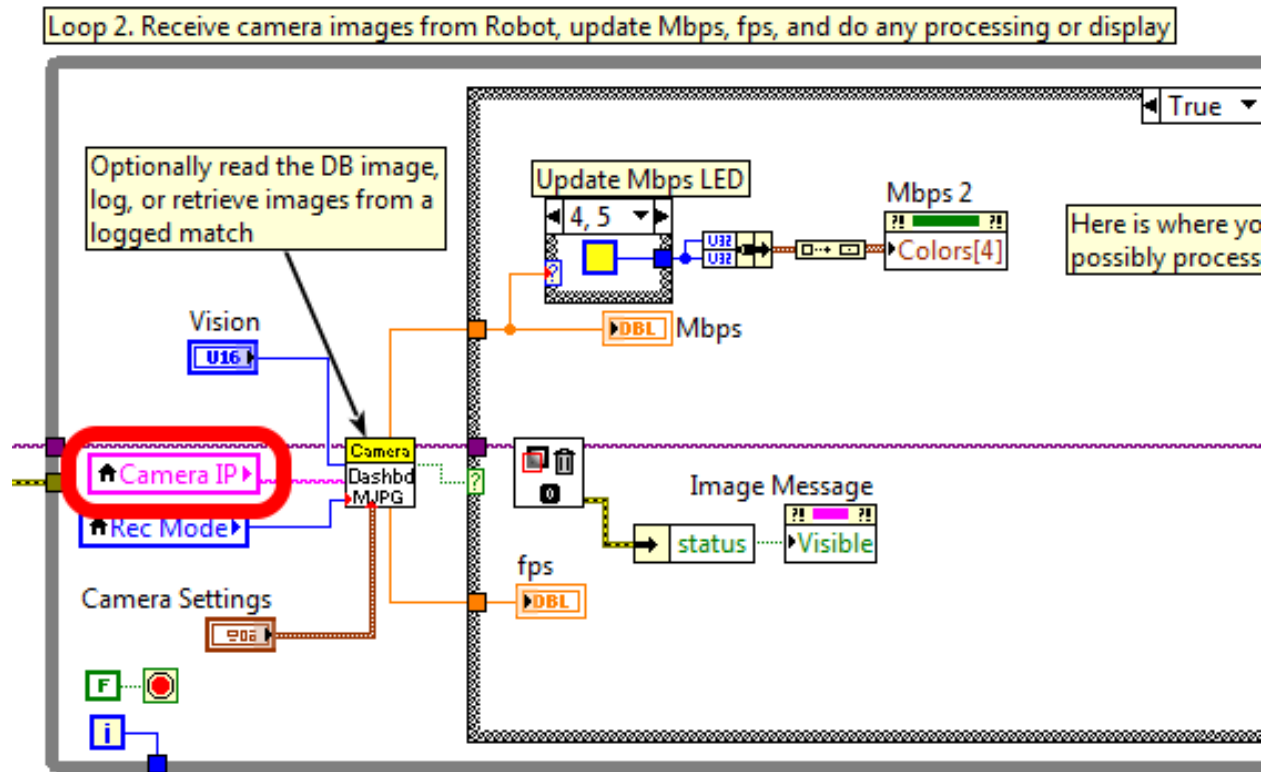 Loop 2. Receive camera images from Robot, update Mbps, fps, and do any processing or display
True
Optionally read the DB image,
log, or retrieve images from a
logged match
Update Mbps LED
4, 5
U32
U32
Mbps 2
Colors[4]
Here is where yo
possibly process
?
DBL
Mbps
Vision
U16
Camera
Dashbd
MJPG
Camera IP
Rec Mode
?
0
Image Message
status
Visible
fps
DBL
Camera Settings
F
i